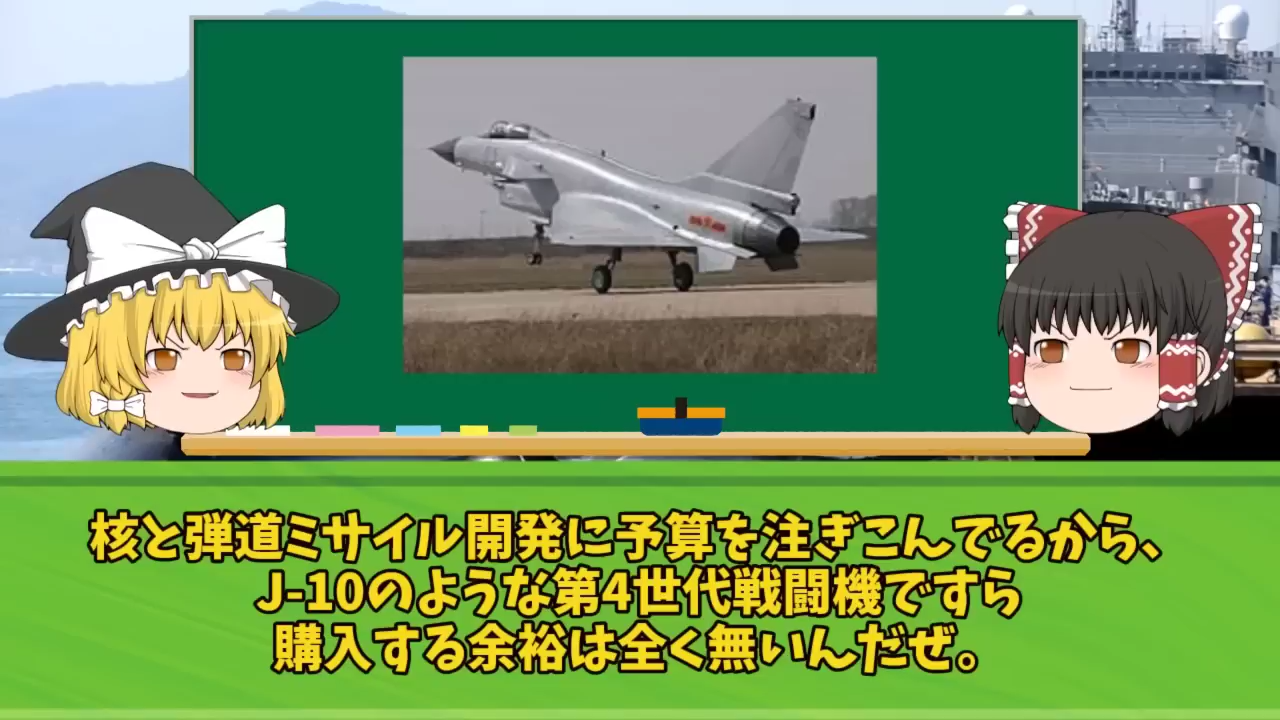 核と弾道ミサイル開発に予算を注ぎこんでるから、
J-10のような第4世代戦闘機ですら
購入する余裕は全く無いんだぜ。